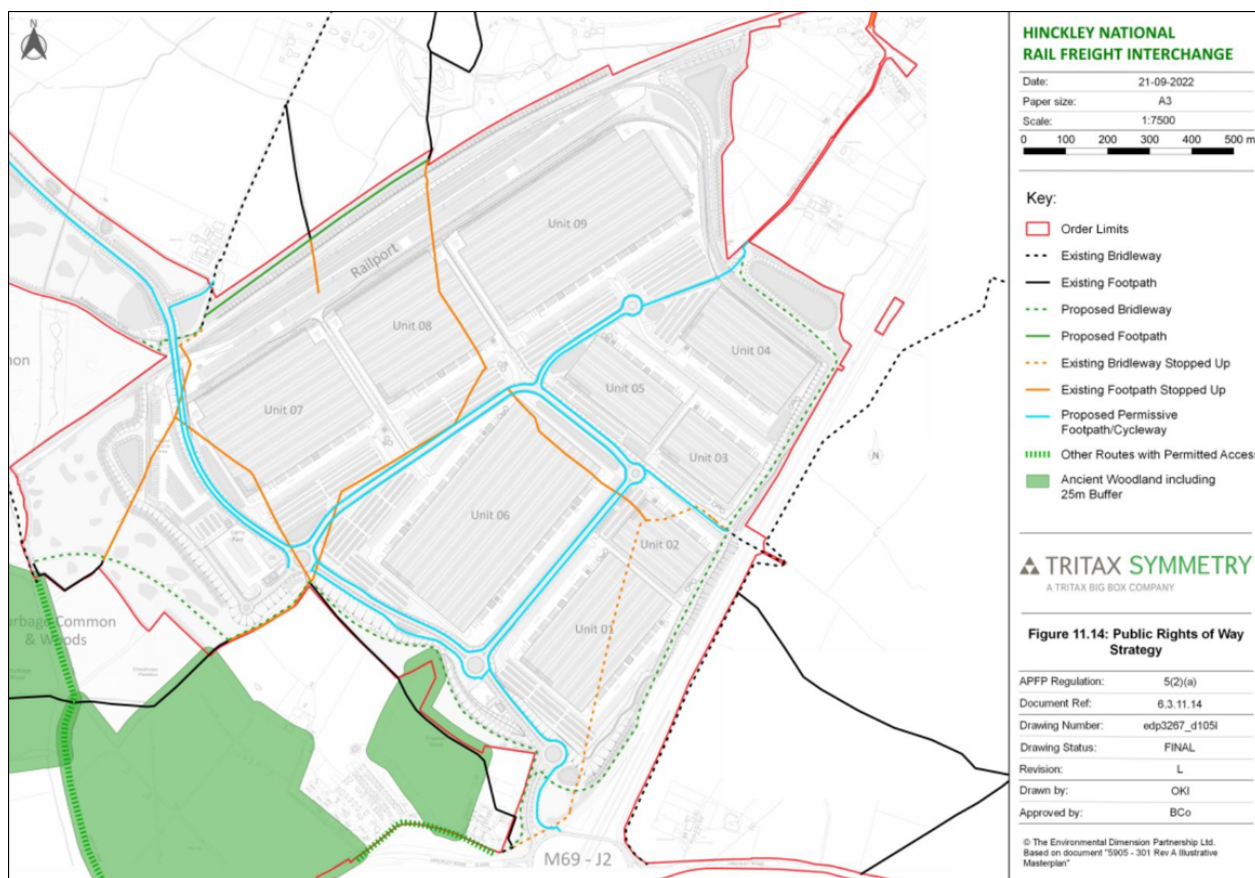 N
HINCKLEY NATIONAL
RAIL FREIGHT INTERCHANGE
Date: 21-09-2022
Paper size: A3
Scale: 1:7500
0 100 200 300 400 500 m
Key:
Order Limits
Existing Bridleway
Existing Footpath
Proposed Bridleway
Proposed Footpath
Existing Bridleway Stopped Up
Existing Footpath Stopped Up
Proposed Permissive
Footpath/Cycleway
Other Routes with Permitted Access
Ancient Woodland including
25m Buffer
TRITAX SYMMETRY
A TRITAX BIG BOX COMPANY
Figure 11.14: Public Rights of Way
Strategy
APFP Regulation: 5(2)(a)
Document Ref: 6.3.11.14
Drawing Number: edp3267_d105l
Drawing Status: FINAL
Revision: L
Drawn by: OKI
Approved by: BCo
© The Environmental Dimension Partnership Ltd.
Based on document "5905 - 301 Rev A Illustrative
Masterplan"
Unit 09
Railport
Unit 08
Unit 04
Unit 05
Unit 07
Unit 03
N
Unit 06
Unit 02
Unit 01
Lorry
Park
mon
urbage Common
& Woods
M69 - J2